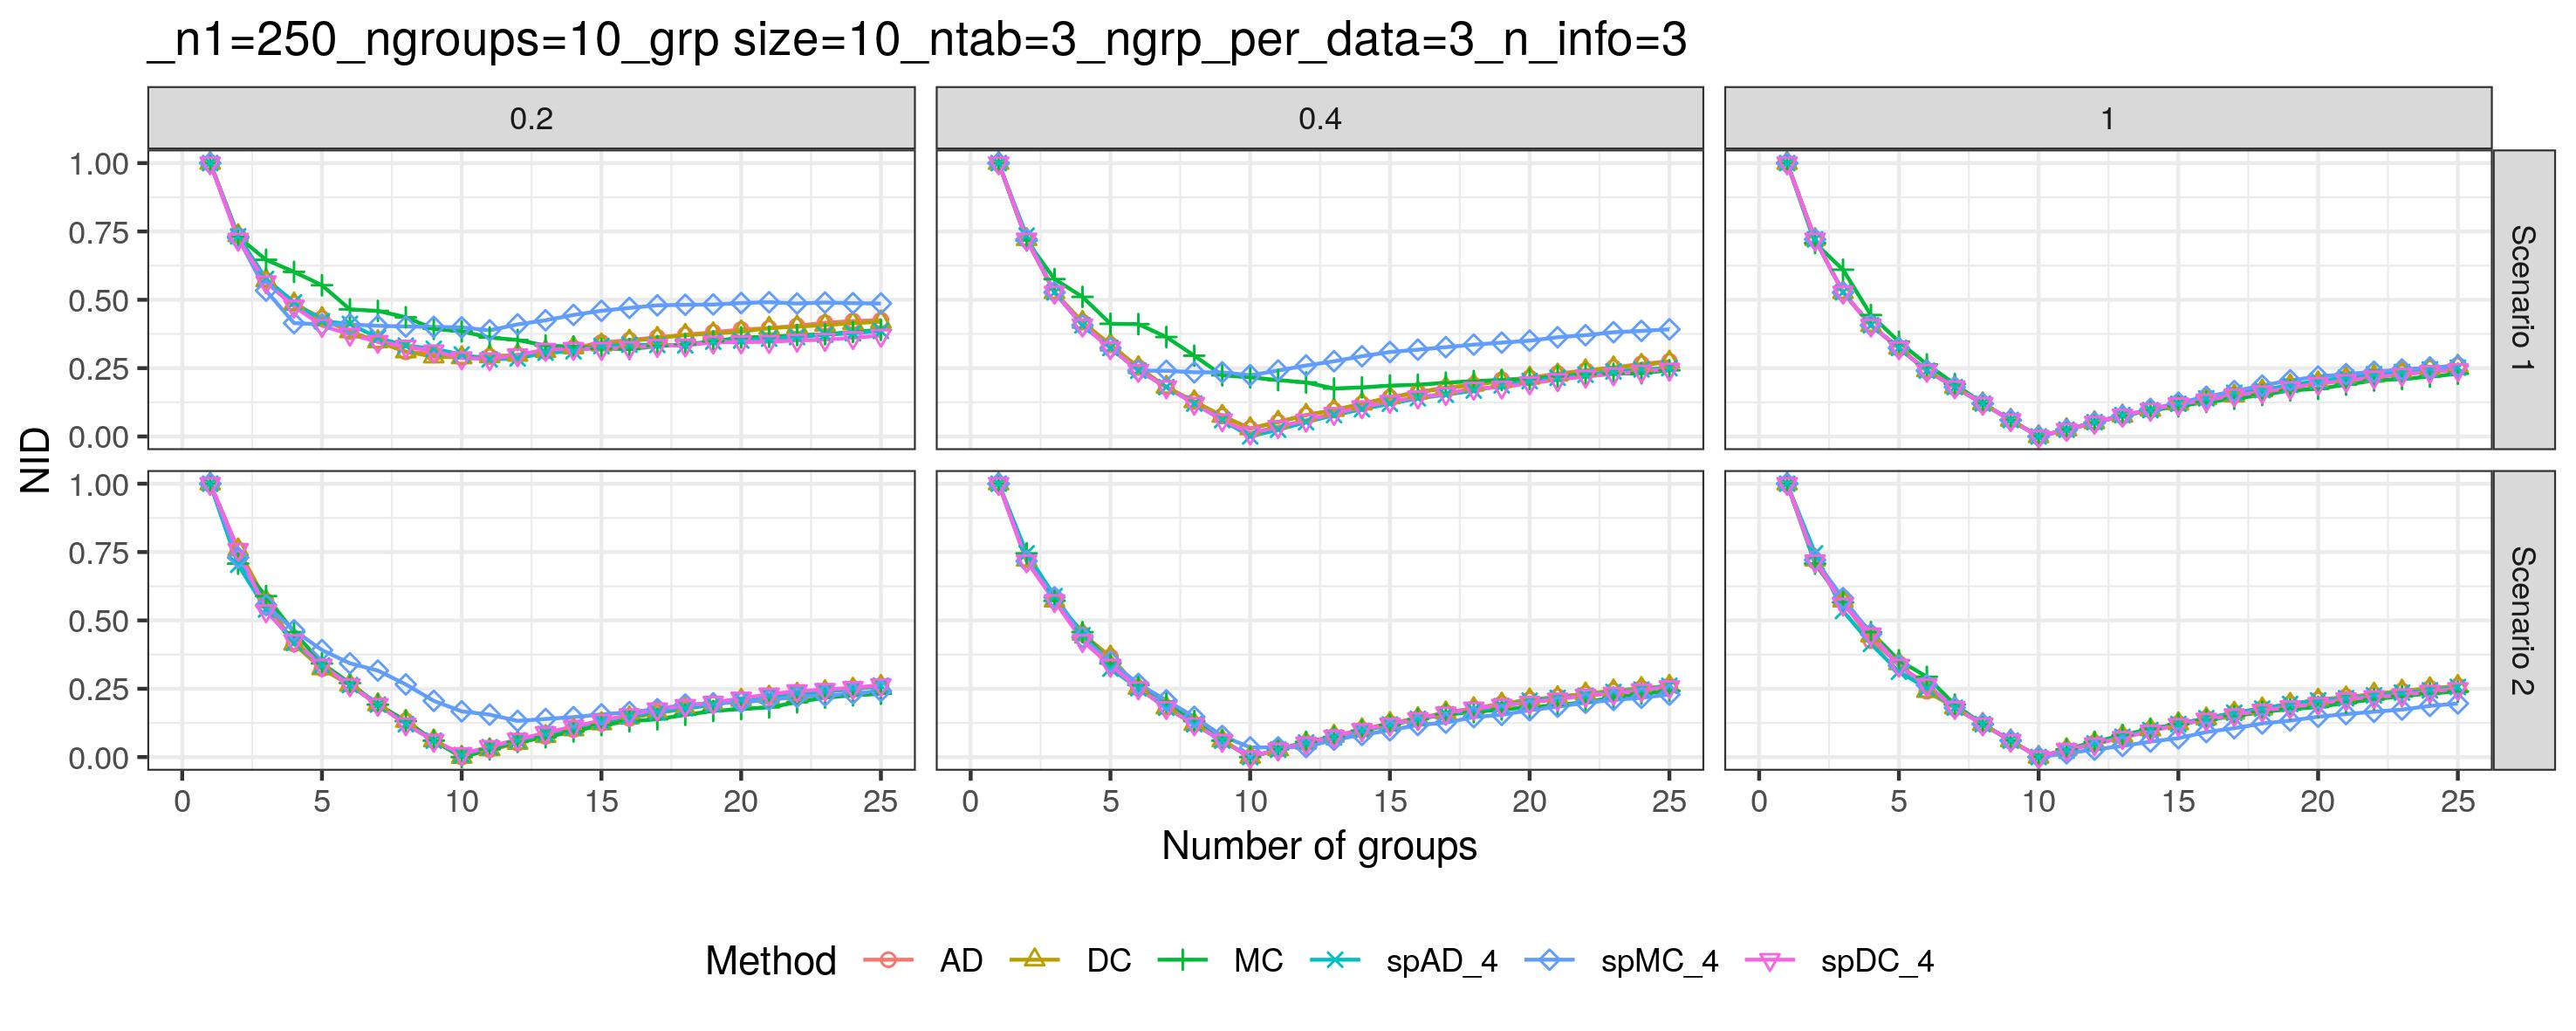 _n1=250_ngroups=10_grp size=10_ntab=3_ngrp_per_data=3_n_info=3
0.2 0.4 1
1.00
0.75
0.50
0.25
0.00
Scenario 1
NID
1.00
0.75
0.50
0.25
0.00
Scenario 2
0 5 10 15 20 25 0 5 10 15 20 25 0 5 10 15 20 25
Number of groups
Method AD DC MC spAD_4 spMC_4 spDC_4